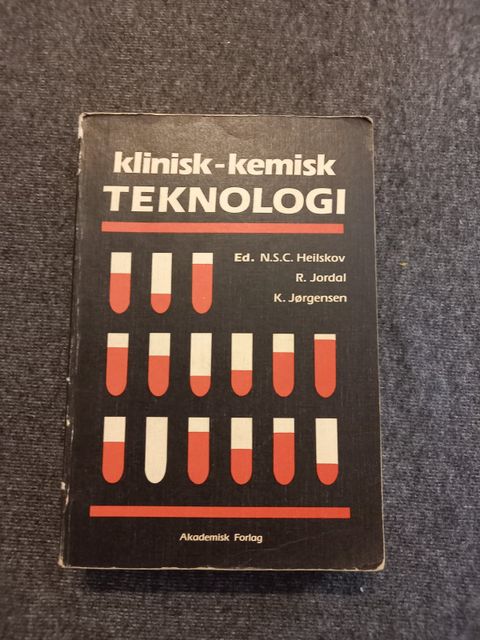 klinisk-kemisk
TEKNOLOGI
Ed. N.S.C. Heilskov
R. Jordal
K. Jørgensen
Akademisk Forlag